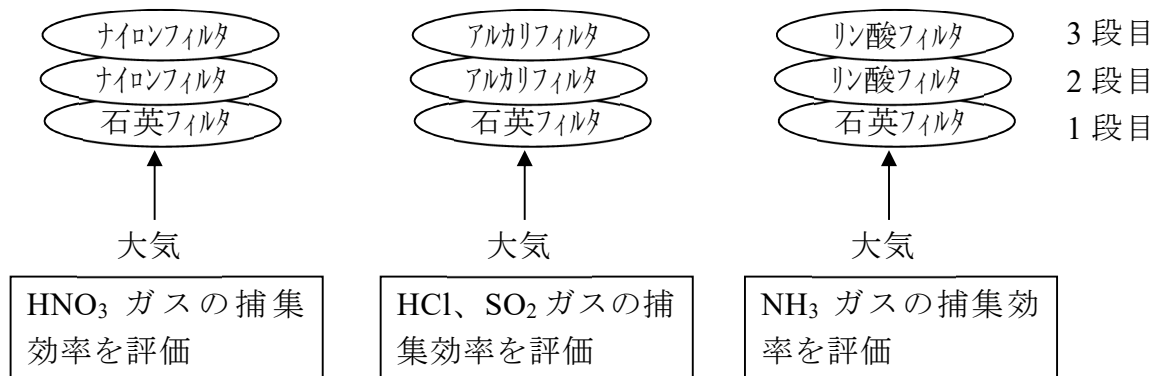 ナイロンフィルタ アルカリフィルタ リン酸フィルタ 3 段目
ナイロンフィルタ アルカリフィルタ リン酸フィルタ 2 段目
石英フィルタ 石英フィルタ 石英フィルタ 1 段目
大気 大気 大気
HNO₃ ガスの捕集
効率を評価
HCl、SO₂ ガスの捕
集効率を評価
NH₃ ガスの捕集効
率を評価